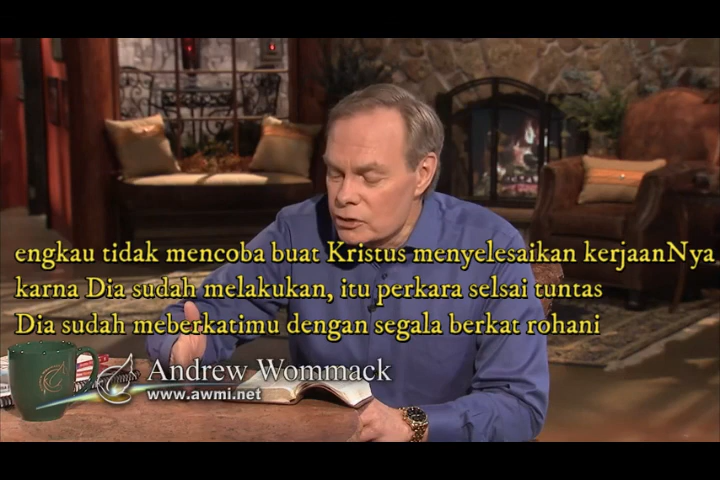 engkau tidak mencoba buat Kristus menyelesaikan kerjaanNya
karna Dia sudah melakukan, itu perkara selsai tuntas
Dia sudah meberkatimu dengan segala berkat rohani
Andrew Wommack
www.awmi.net